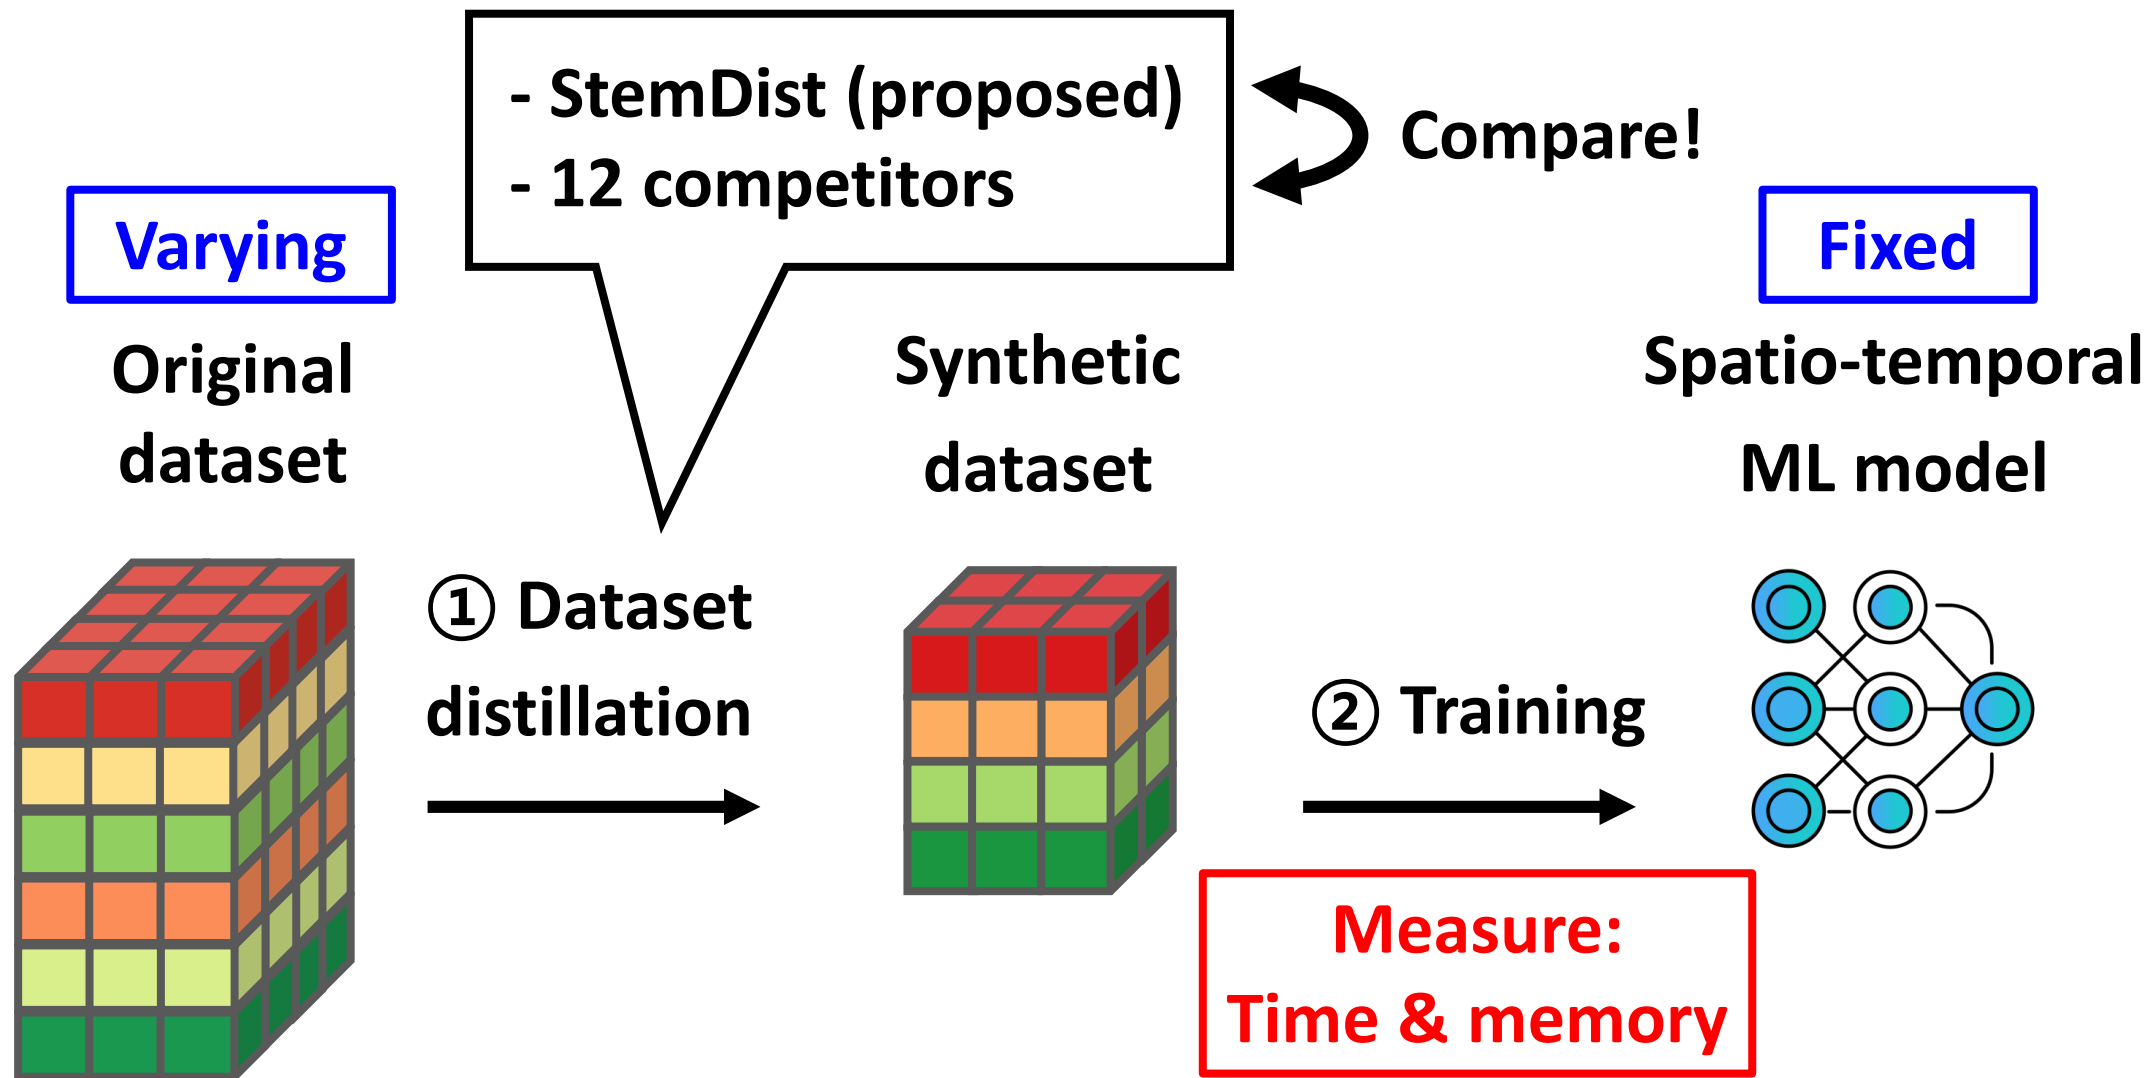 - StemDist (proposed)
- 12 competitors
Compare!
Varying
Original
dataset
① Dataset
distillation
Synthetic
dataset
② Training
Measure:
Time & memory
Fixed
Spatio-temporal
ML model